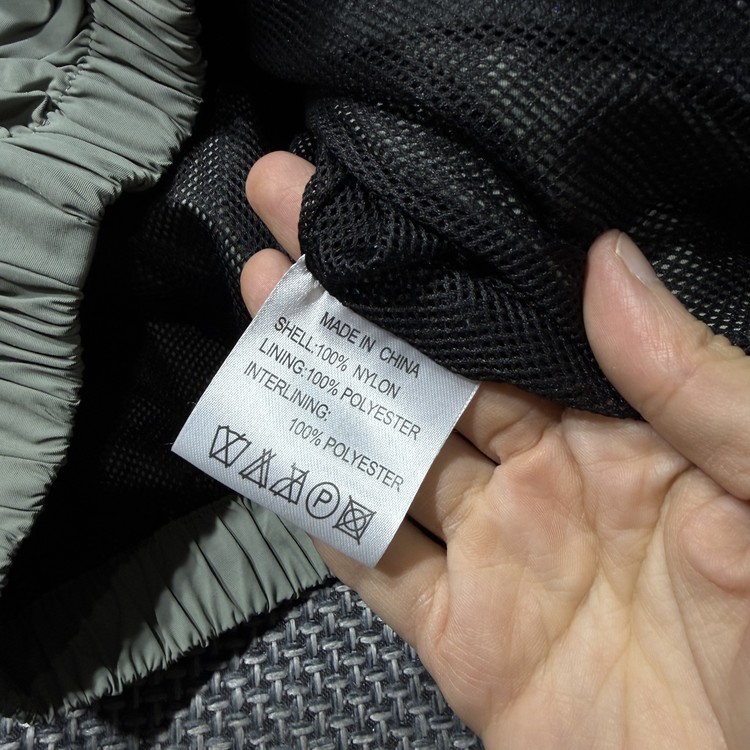 MADE IN CHINA
SHELL:100% NYLON
LINING:100% POLYESTER
INTERLINING:
100% POLYESTER
P